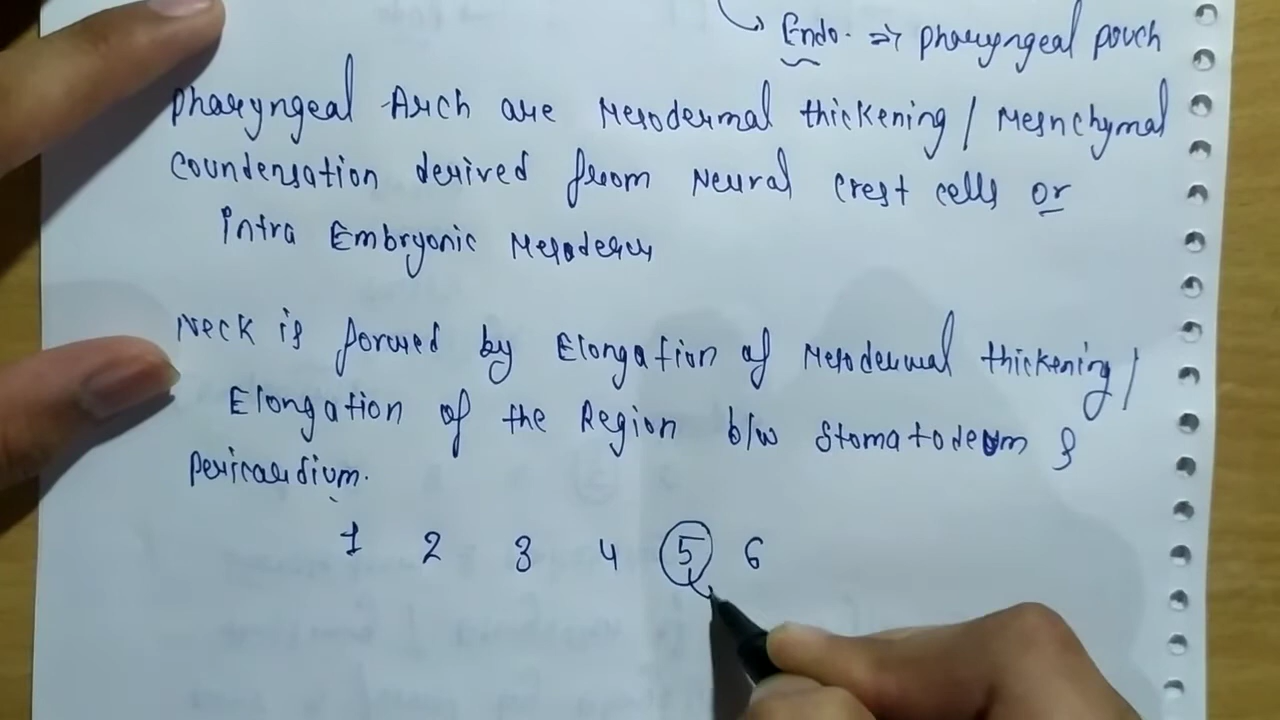 Endo. ⇒ pharyngeal pouch
pharyngeal Arch are Mesodermal thickening / Mesnchymal
Coundensation derived from Neural crest cells or
Intra Embryonic Mesoderm
Neck is formed by Elongation of Mesodermal thickening /
Elongation of the Region b/w Stomatodeum &
Pericardium.
1 2 3 4 5 6